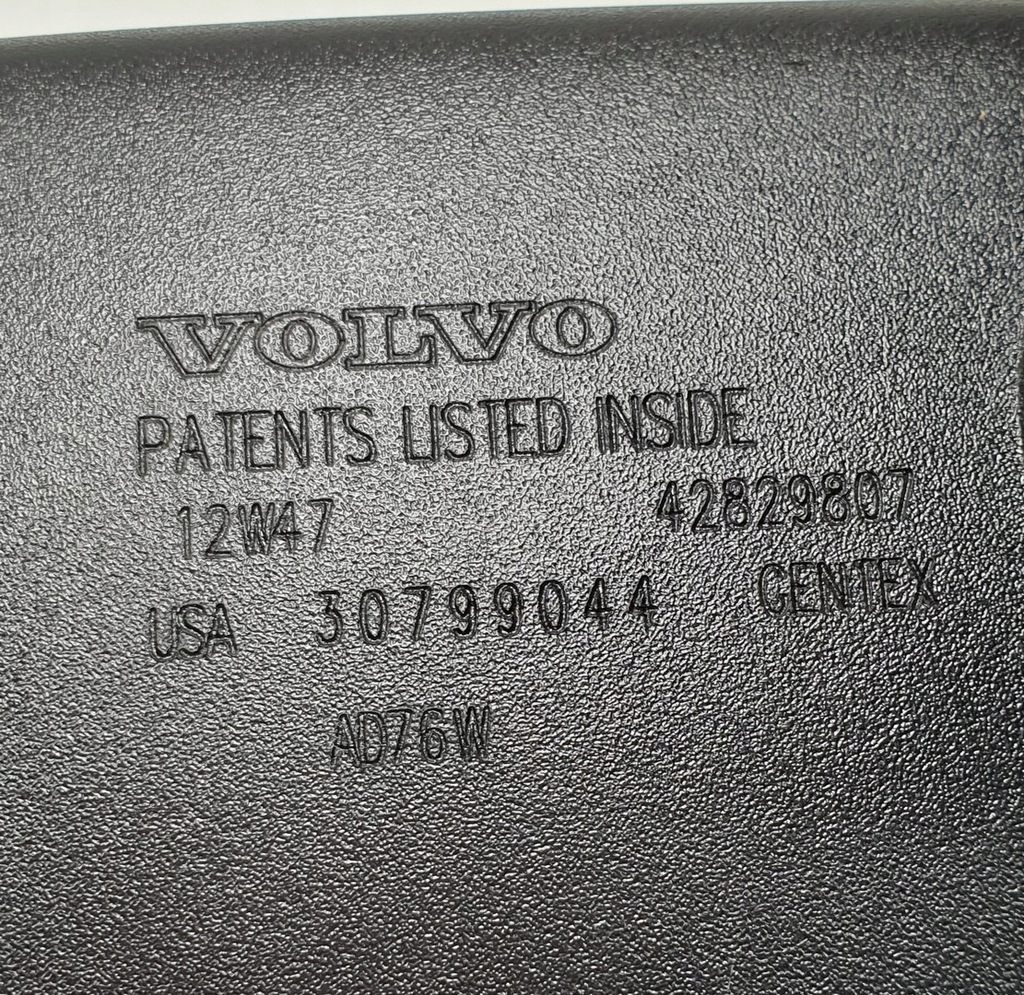 VOLVO
PATENTS LISTED INSIDE
12W47 42829807
USA 30799044 GENTEX
AD76W